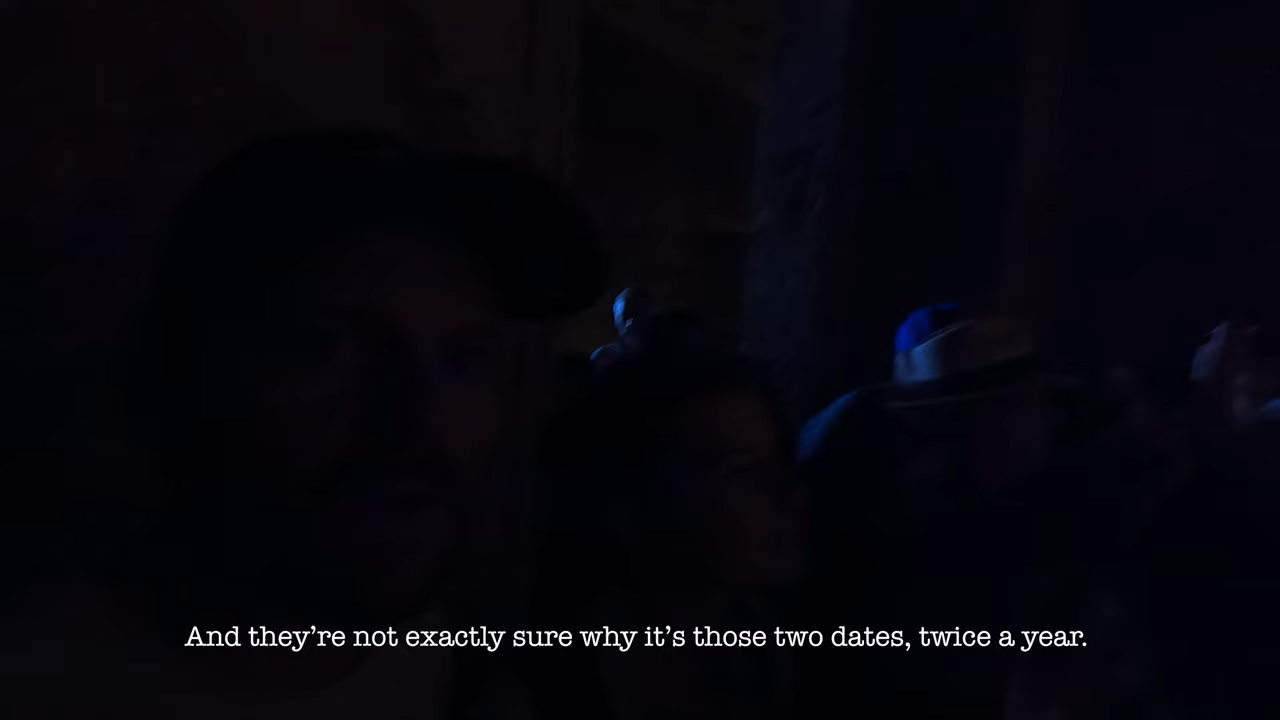 And they’re not exactly sure why it’s those two dates, twice a year.